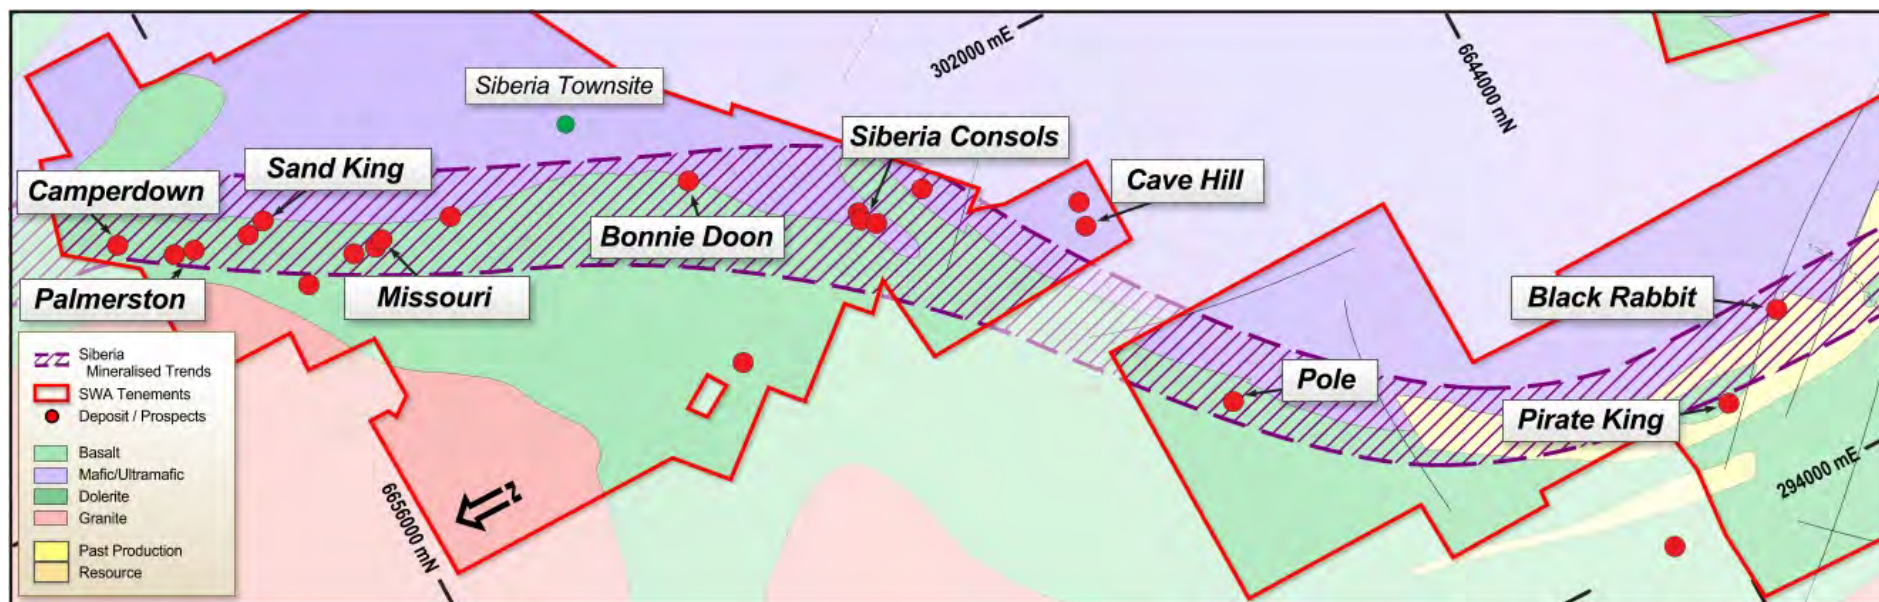 302000 mE
6644000 mN
Siberia Townsite
Siberia Consols
Sand King
Cave Hill
Camperdown
Bonnie Doon
Palmerston
Missouri
Black Rabbit
Pole
Pirate King
Siberia
Mineralised Trends
SWA Tenements
Deposit / Prospects
Basalt
Mafic/Ultramafic
Dolerite
Granite
Past Production
Resource
6656000 mN
N
294000 mE